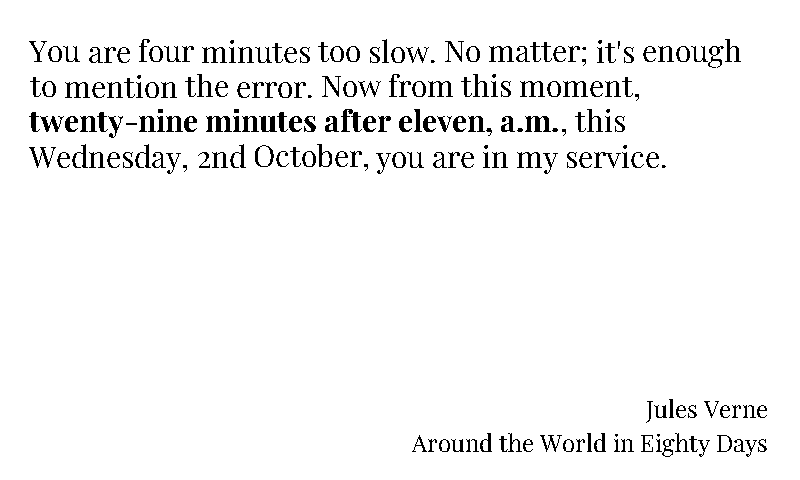 You are four minutes too slow. No matter; it's enough
to mention the error. Now from this moment,
twenty-nine minutes after eleven, a.m., this
Wednesday, 2nd October, you are in my service.
Jules Verne
Around the World in Eighty Days